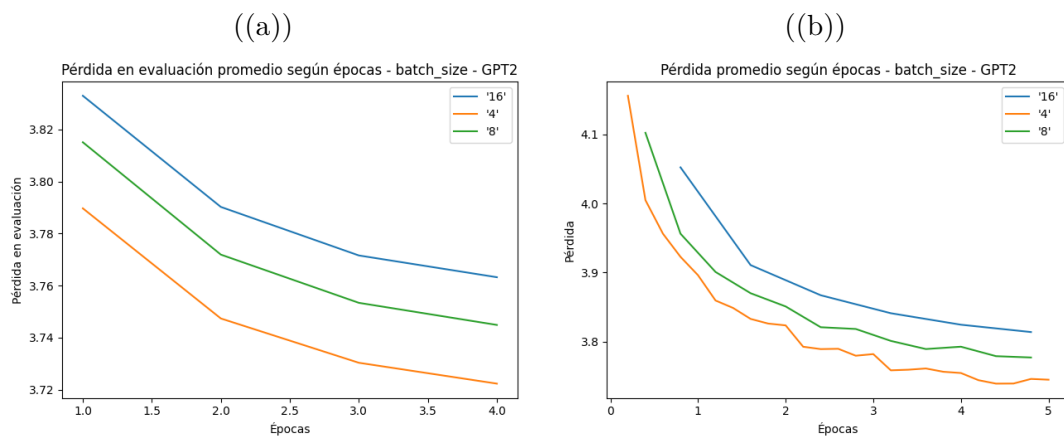 ((a))
((b))
Pérdida en evaluación promedio según épocas - batch_size - GPT2
'16'
'4'
'8'
3.82
3.80
3.78
3.76
3.74
3.72
Pérdida en evaluación
1.0 1.5 2.0 2.5 3.0 3.5 4.0
Épocas
Pérdida promedio según épocas - batch_size - GPT2
'16'
'4'
'8'
4.1
4.0
3.9
3.8
Pérdida
0 1 2 3 4 5
Épocas